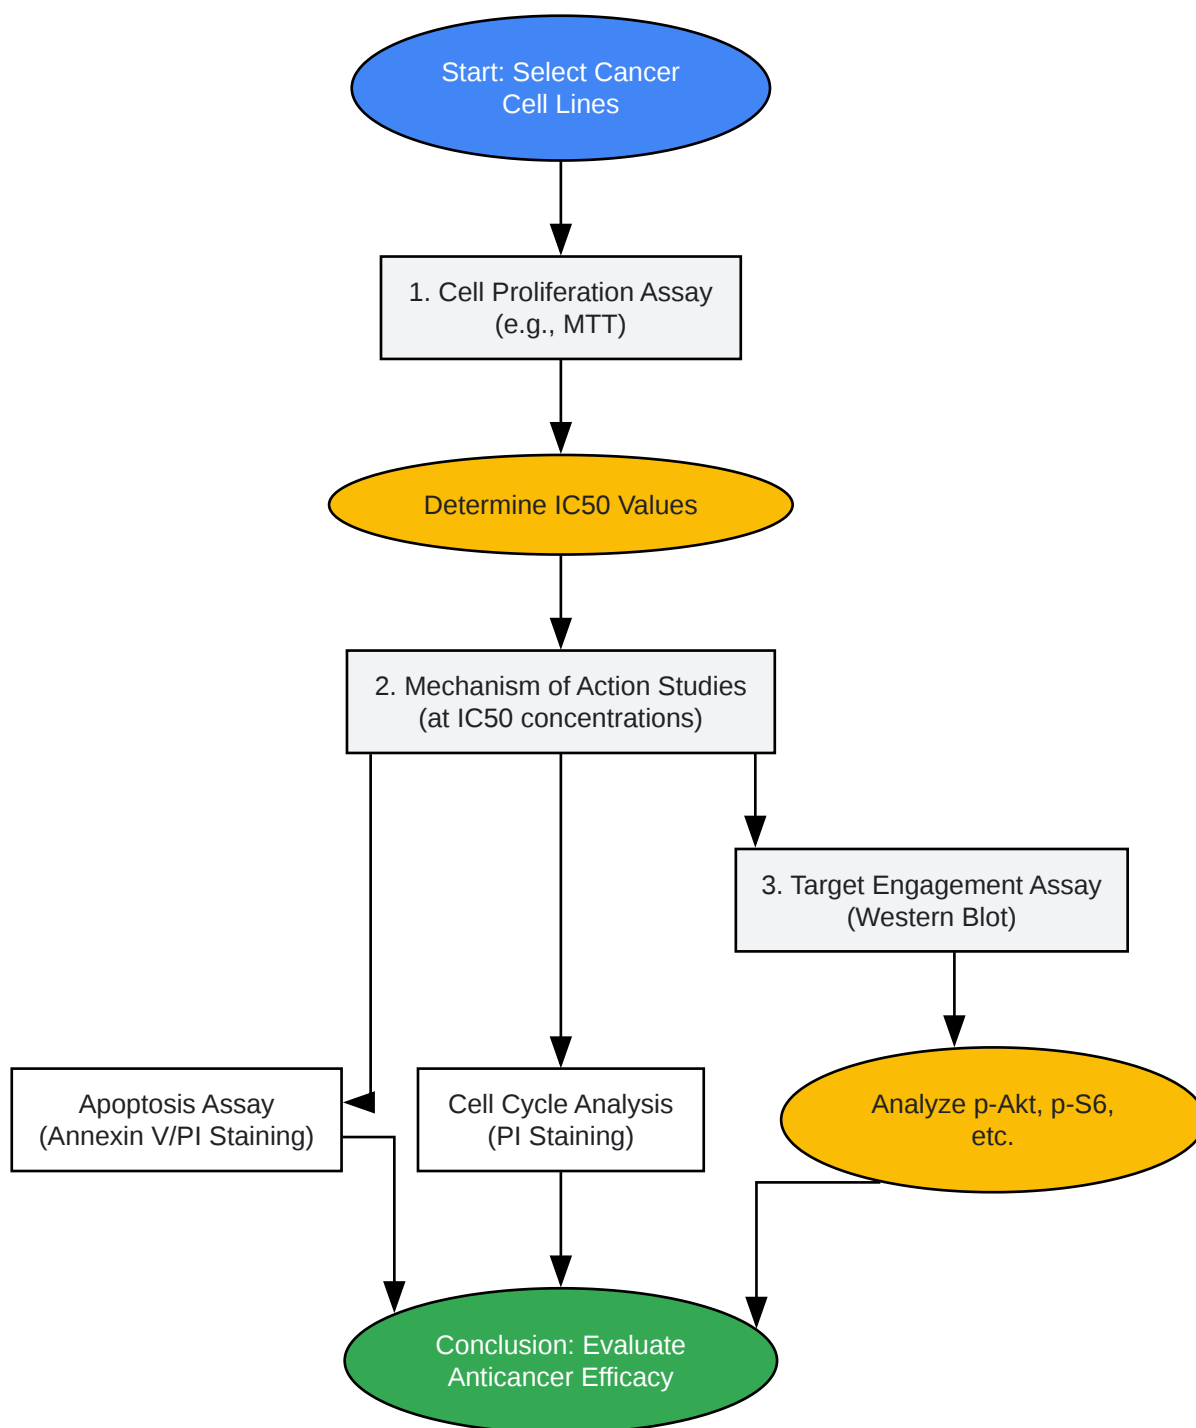 Start: Select Cancer
Cell Lines
1. Cell Proliferation Assay
(e.g., MTT)
Determine IC50 Values
2. Mechanism of Action Studies
(at IC50 concentrations)
3. Target Engagement Assay
(Western Blot)
Apoptosis Assay
(Annexin V/PI Staining)
Cell Cycle Analysis
(PI Staining)
Analyze p-Akt, p-S6,
etc.
Conclusion: Evaluate
Anticancer Efficacy